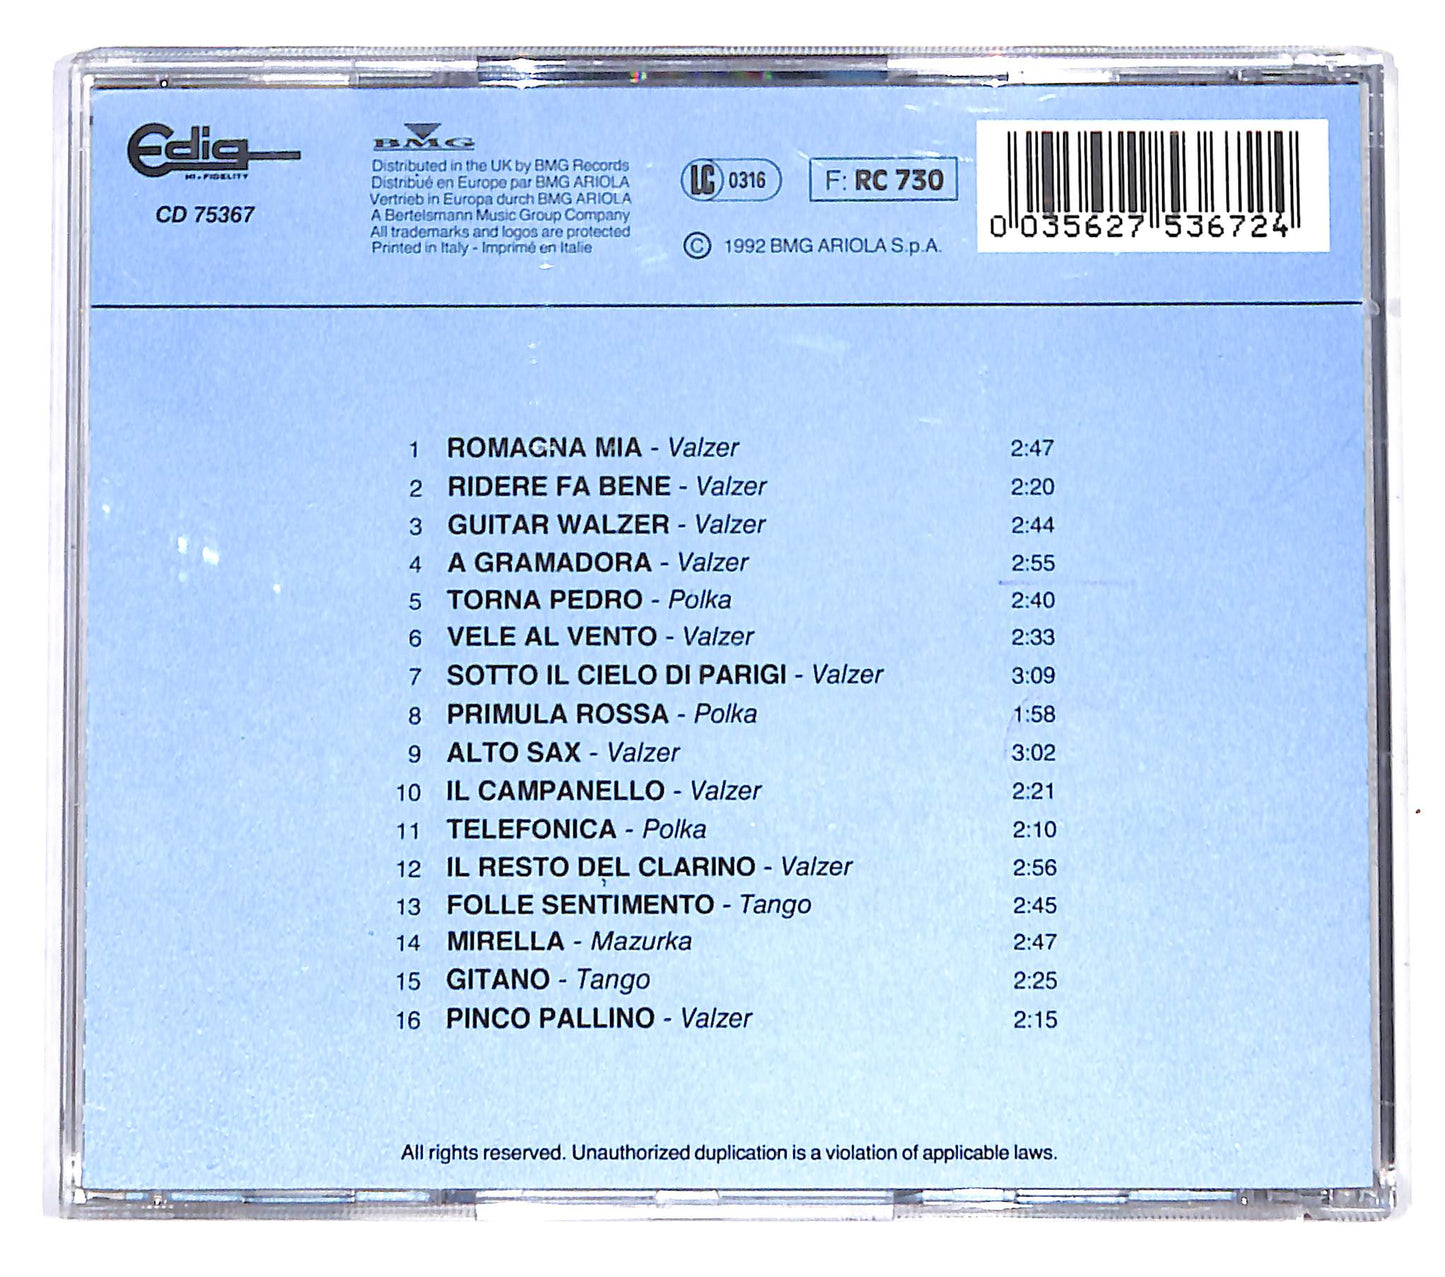 Edig
HI-FIDELITY
CD 75367
BMG
Distributed in the UK by BMG Records
Distribué en Europe par BMG ARIOLA
Vertrieb in Europa durch BMG ARIOLA
A Bertelsmann Music Group Company
All trademarks and logos are protected
Printed in Italy - Imprimé en Italie
LC 0316
F: RC 730
© 1992 BMG ARIOLA S.p.A.
0 035627 536724
1 ROMAGNA MIA - Valzer 2:47
2 RIDERE FA BENE - Valzer 2:20
3 GUITAR WALZER - Valzer 2:44
4 A GRAMADORA - Valzer 2:55
5 TORNA PEDRO - Polka 2:40
6 VELE AL VENTO - Valzer 2:33
7 SOTTO IL CIELO DI PARIGI - Valzer 3:09
8 PRIMULA ROSSA - Polka 1:58
9 ALTO SAX - Valzer 3:02
10 IL CAMPANELLO - Valzer 2:21
11 TELEFONICA - Polka 2:10
12 IL RESTO DEL CLARINO - Valzer 2:56
13 FOLLE SENTIMENTO - Tango 2:45
14 MIRELLA - Mazurka 2:47
15 GITANO - Tango 2:25
16 PINCO PALLINO - Valzer 2:15
All rights reserved. Unauthorized duplication is a violation of applicable laws.